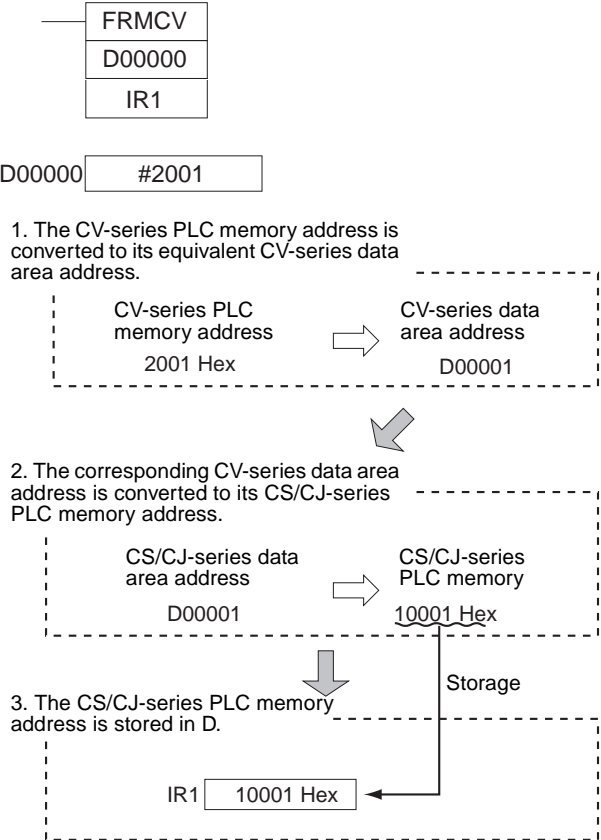 FRMCV
D00000
IR1
D00000 #2001
1. The CV-series PLC memory address is
converted to its equivalent CV-series data
area address.
CV-series PLC
memory address
2001 Hex
CV-series data
area address
D00001
2. The corresponding CV-series data area
address is converted to its CS/CJ-series
PLC memory address.
CS/CJ-series data
area address
D00001
CS/CJ-series
PLC memory
10001 Hex
Storage
3. The CS/CJ-series PLC memory
address is stored in D.
IR1 10001 Hex